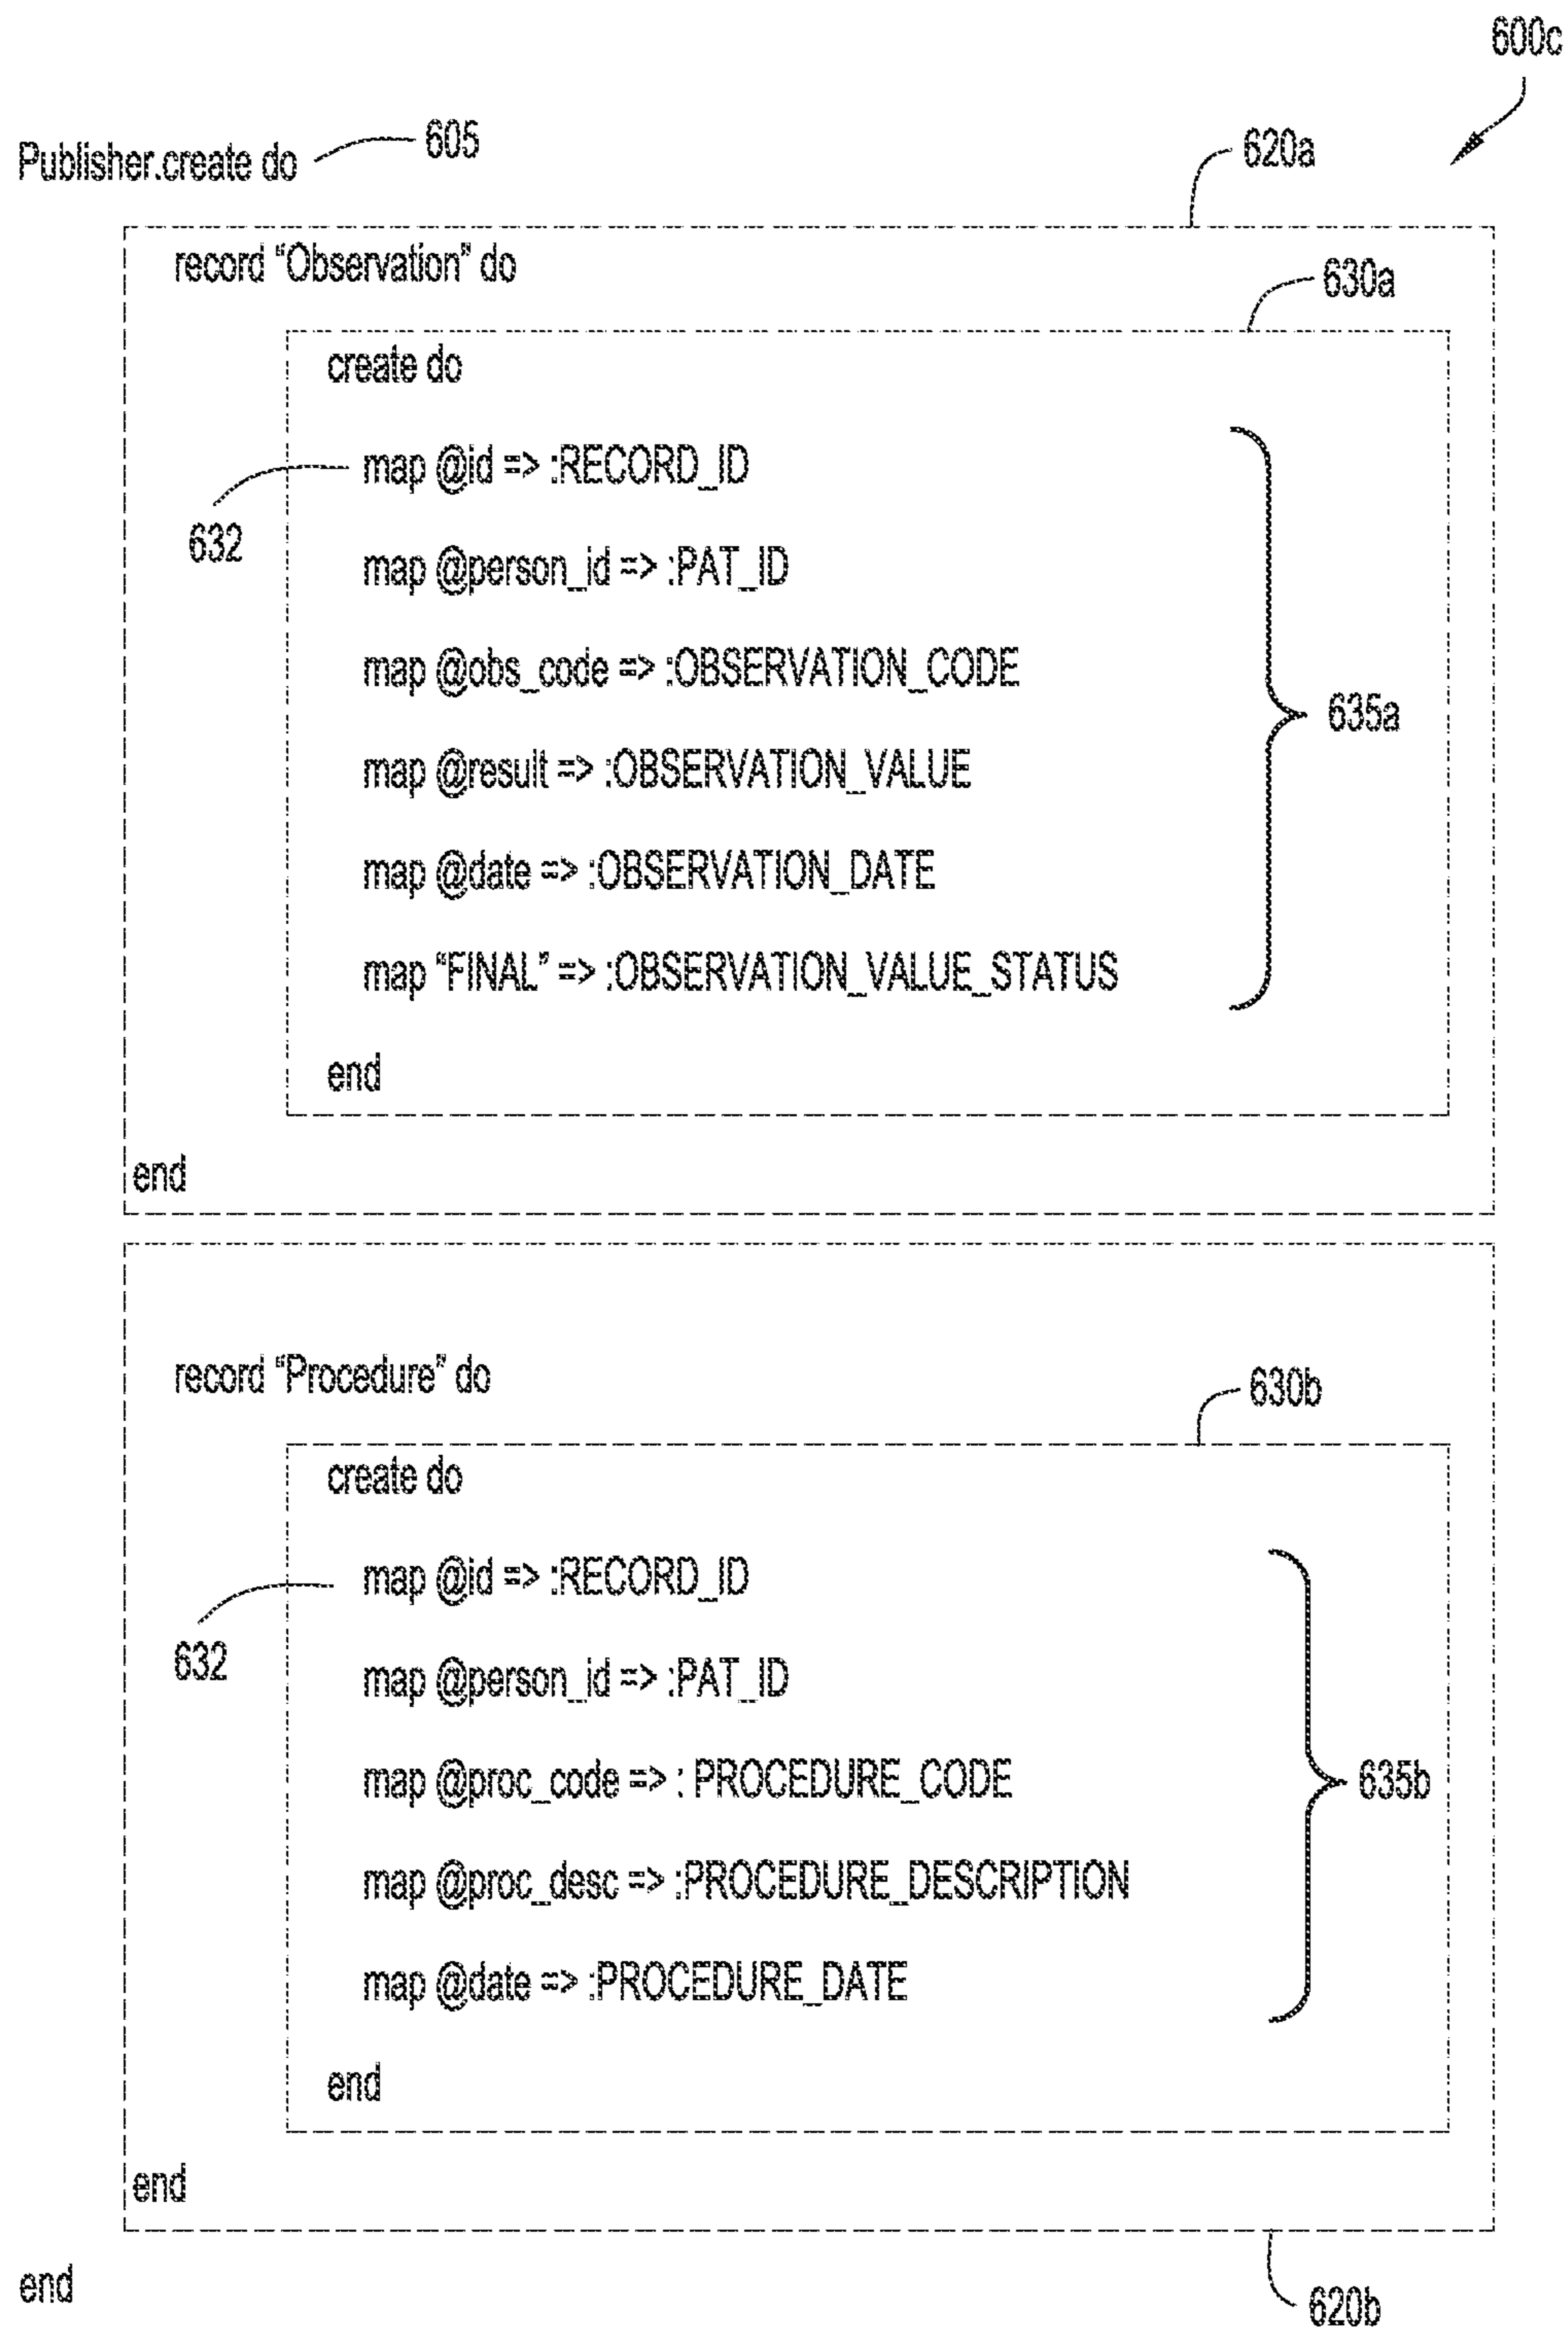 600c
Publisher.create do 605
620a
record “Observation” do
630a
create do
map @id => :RECORD_ID
632
map @person_id => :PAT_ID
map @obs_code => :OBSERVATION_CODE
635a
map @result => :OBSERVATION_VALUE
map @date => :OBSERVATION_DATE
map “FINAL” => :OBSERVATION_VALUE_STATUS
end
end
record “Procedure” do
630b
create do
map @id => :RECORD_ID
632
map @person_id => :PAT_ID
map @proc_code => : PROCEDURE_CODE
635b
map @proc_desc => :PROCEDURE_DESCRIPTION
map @date => :PROCEDURE_DATE
end
end
end
620b